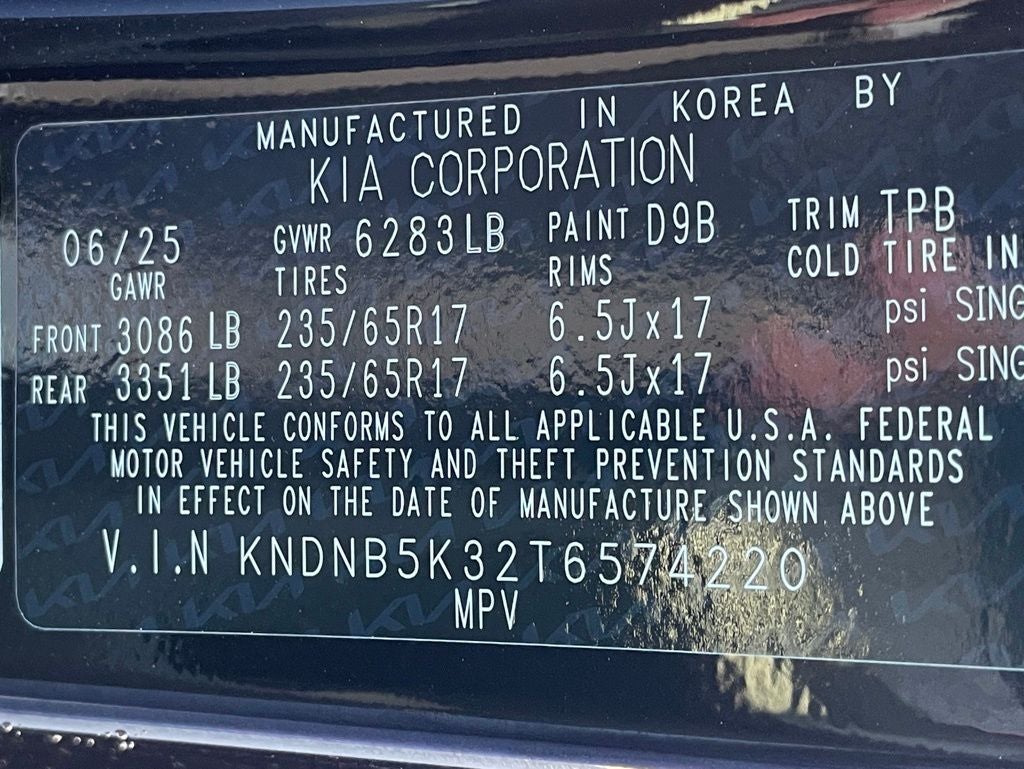 MANUFACTURED IN KOREA BY
KIA CORPORATION
06/25 GVWR 6283LB PAINT D9B TRIM TPB
GAWR TIRES RIMS COLD TIRE IN
FRONT 3086 LB 235/65R17 6.5Jx17 psi SING
REAR 3351 LB 235/65R17 6.5Jx17 psi SING
THIS VEHICLE CONFORMS TO ALL APPLICABLE U.S.A. FEDERAL
MOTOR VEHICLE SAFETY AND THEFT PREVENTION STANDARDS
IN EFFECT ON THE DATE OF MANUFACTURE SHOWN ABOVE
V.I.N KNDNB5K32T6574220
MPV